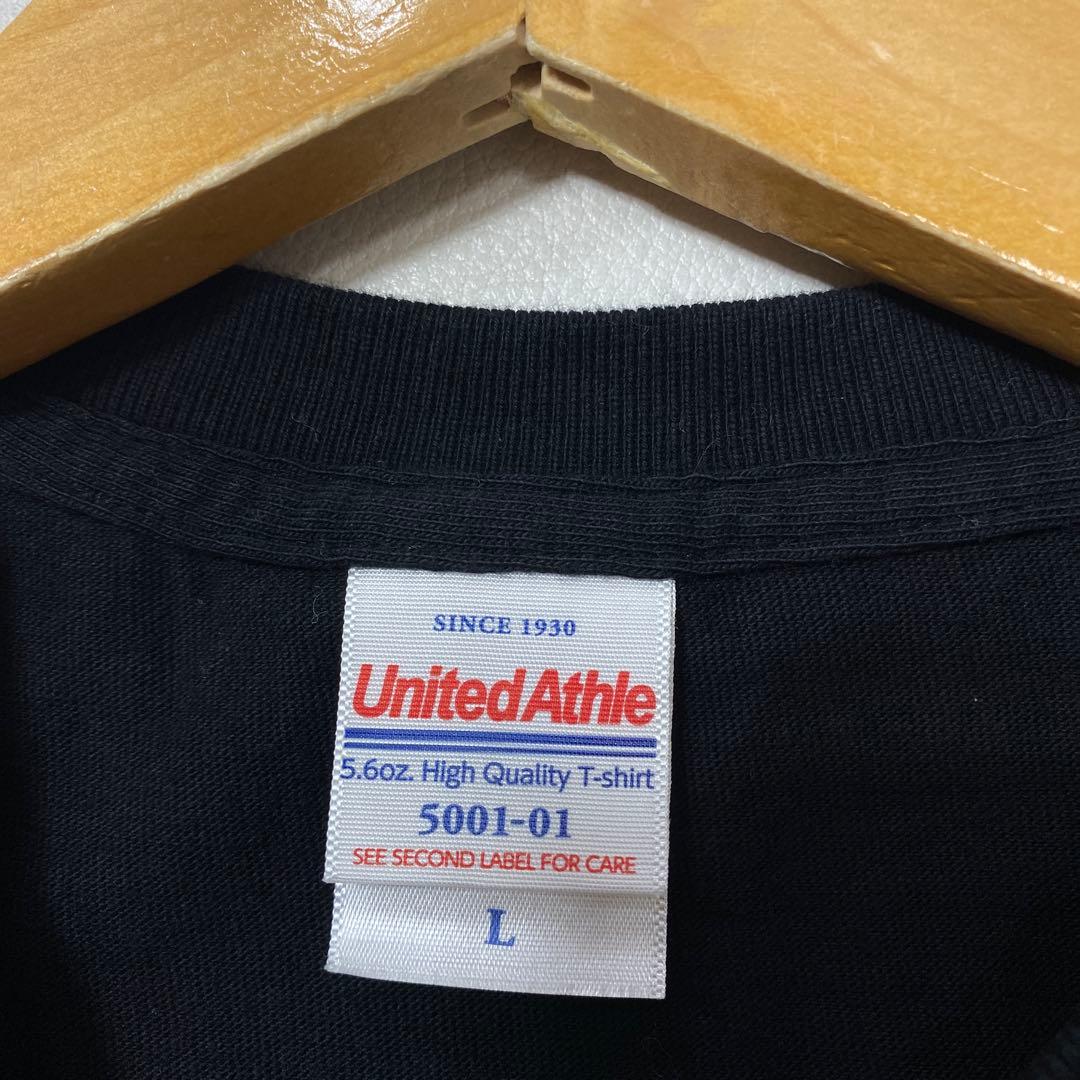 SINCE 1930
UnitedAthle
5.6oz. High Quality T-shirt
5001-01
SEE SECOND LABEL FOR CARE
L